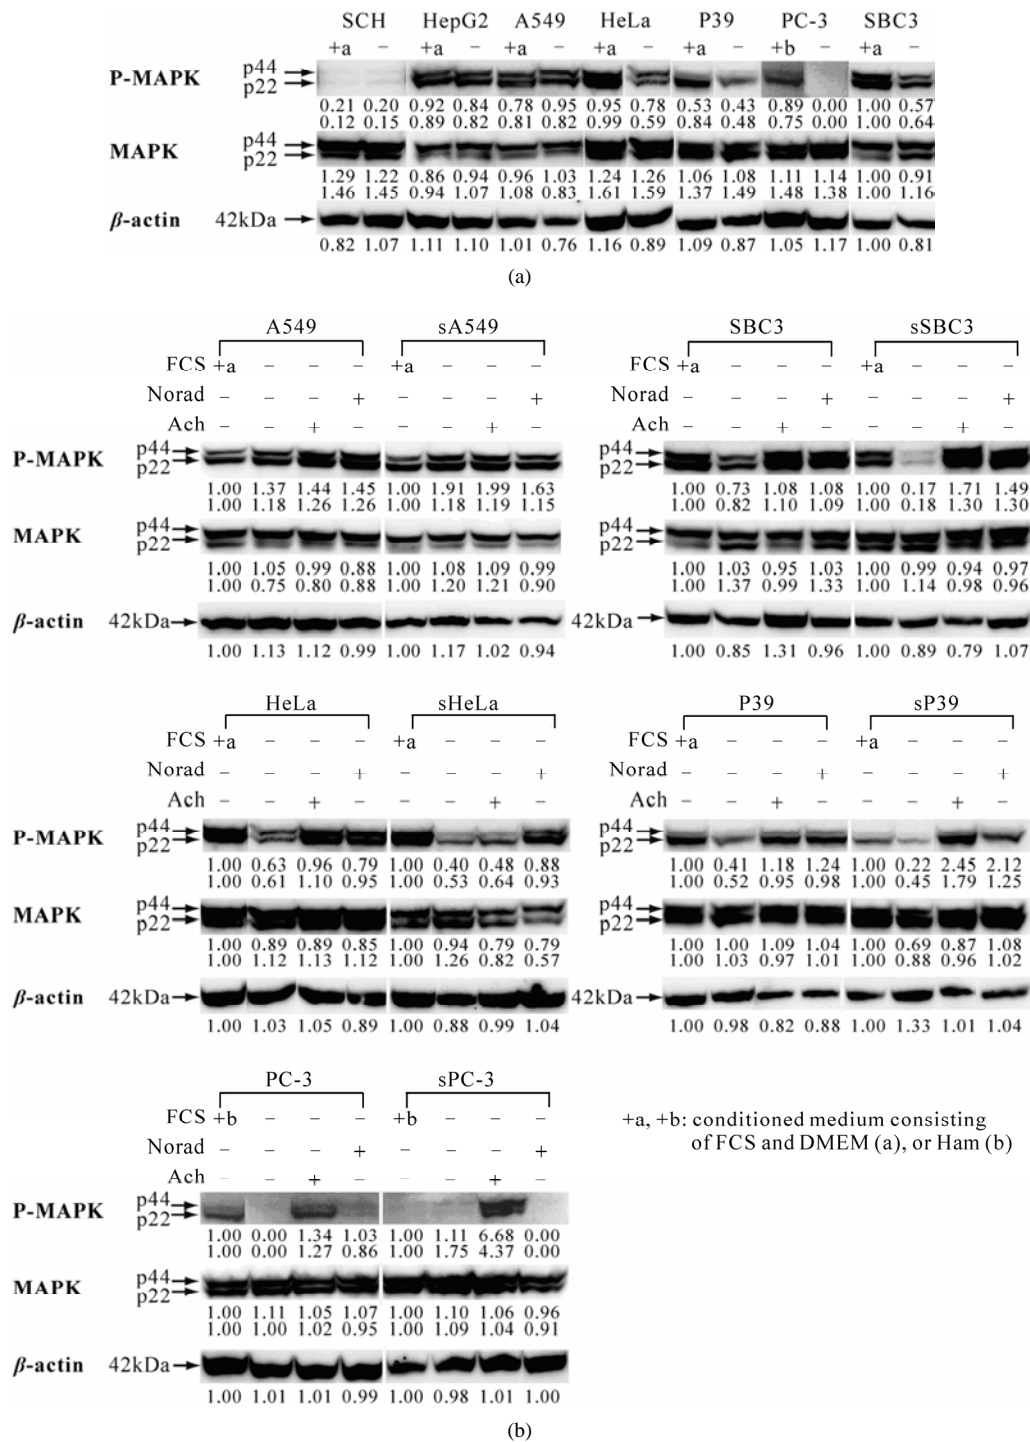 SCH HepG2 A549 HeLa P39 PC-3 SBC3
+a − +a − +a − +a − +a − +b − +a −
P-MAPK p44
p22
0.21 0.20 0.92 0.84 0.78 0.95 0.95 0.78 0.53 0.43 0.89 0.00 1.00 0.57
0.12 0.15 0.89 0.82 0.81 0.82 0.99 0.59 0.84 0.48 0.75 0.00 1.00 0.64
MAPK p44
p22
1.29 1.22 0.86 0.94 0.96 1.03 1.24 1.26 1.06 1.08 1.11 1.14 1.00 0.91
1.46 1.45 0.94 1.07 1.08 0.83 1.61 1.59 1.37 1.49 1.48 1.38 1.00 1.16
β-actin 42kDa
0.82 1.07 1.11 1.10 1.01 0.76 1.16 0.89 1.09 0.87 1.05 1.17 1.00 0.81
(a)
A549 sA549 SBC3 sSBC3
FCS +a − − − +a − − − FCS +a − − − +a − − −
Norad − − − + − − − + Norad − − − + − − − +
Ach − − + − − − + − Ach − − + − − − + −
P-MAPK p44 p44
p22 p22
1.00 1.37 1.44 1.45 1.00 1.91 1.99 1.63 1.00 0.73 1.08 1.08 1.00 0.17 1.71 1.49
1.00 1.18 1.26 1.26 1.00 1.18 1.19 1.15 1.00 0.82 1.10 1.09 1.00 0.18 1.30 1.30
MAPK p44 p44
p22 p22
1.00 1.05 0.99 0.88 1.00 1.08 1.09 0.99 1.00 1.03 0.95 1.03 1.00 0.99 0.94 0.97
1.00 0.75 0.80 0.88 1.00 1.20 1.21 0.90 1.00 1.37 0.99 1.33 1.00 1.14 0.98 0.96
β-actin 42kDa 42kDa
1.00 1.13 1.12 0.99 1.00 1.17 1.02 0.94 1.00 0.85 1.31 0.96 1.00 0.89 0.79 1.07
HeLa sHeLa P39 sP39
FCS +a − − − +a − − − FCS +a − − − +a − − −
Norad − − − + − − − + Norad − − − + − − − +
Ach − − + − − − + − Ach − − + − − − + −
P-MAPK p44 p44
p22 p22
1.00 0.63 0.96 0.79 1.00 0.40 0.48 0.88 1.00 0.41 1.18 1.24 1.00 0.22 2.45 2.12
1.00 0.61 1.10 0.95 1.00 0.53 0.64 0.93 1.00 0.52 0.95 0.98 1.00 0.45 1.79 1.25
MAPK p44 p44
p22 p22
1.00 0.89 0.89 0.85 1.00 0.94 0.79 0.79 1.00 1.00 1.09 1.04 1.00 0.69 0.87 1.08
1.00 1.12 1.13 1.12 1.00 1.26 0.82 0.57 1.00 1.03 0.97 1.01 1.00 0.88 0.96 1.02
β-actin 42kDa 42kDa
1.00 1.03 1.05 0.89 1.00 0.88 0.99 1.04 1.00 0.98 0.82 0.88 1.00 1.33 1.01 1.04
PC-3 sPC-3
FCS +b − − − +b − − −
Norad − − − + − − − +
Ach − − + − − − + −
+a, +b: conditioned medium consisting
of FCS and DMEM (a), or Ham (b)
P-MAPK p44
p22
1.00 0.00 1.34 1.03 1.00 1.11 6.68 0.00
1.00 0.00 1.27 0.86 1.00 1.75 4.37 0.00
MAPK p44
p22
1.00 1.11 1.05 1.07 1.00 1.10 1.06 0.96
1.00 1.00 1.02 0.95 1.00 1.09 1.04 0.91
β-actin 42kDa
1.00 1.01 1.01 0.99 1.00 0.98 1.01 1.00
(b)